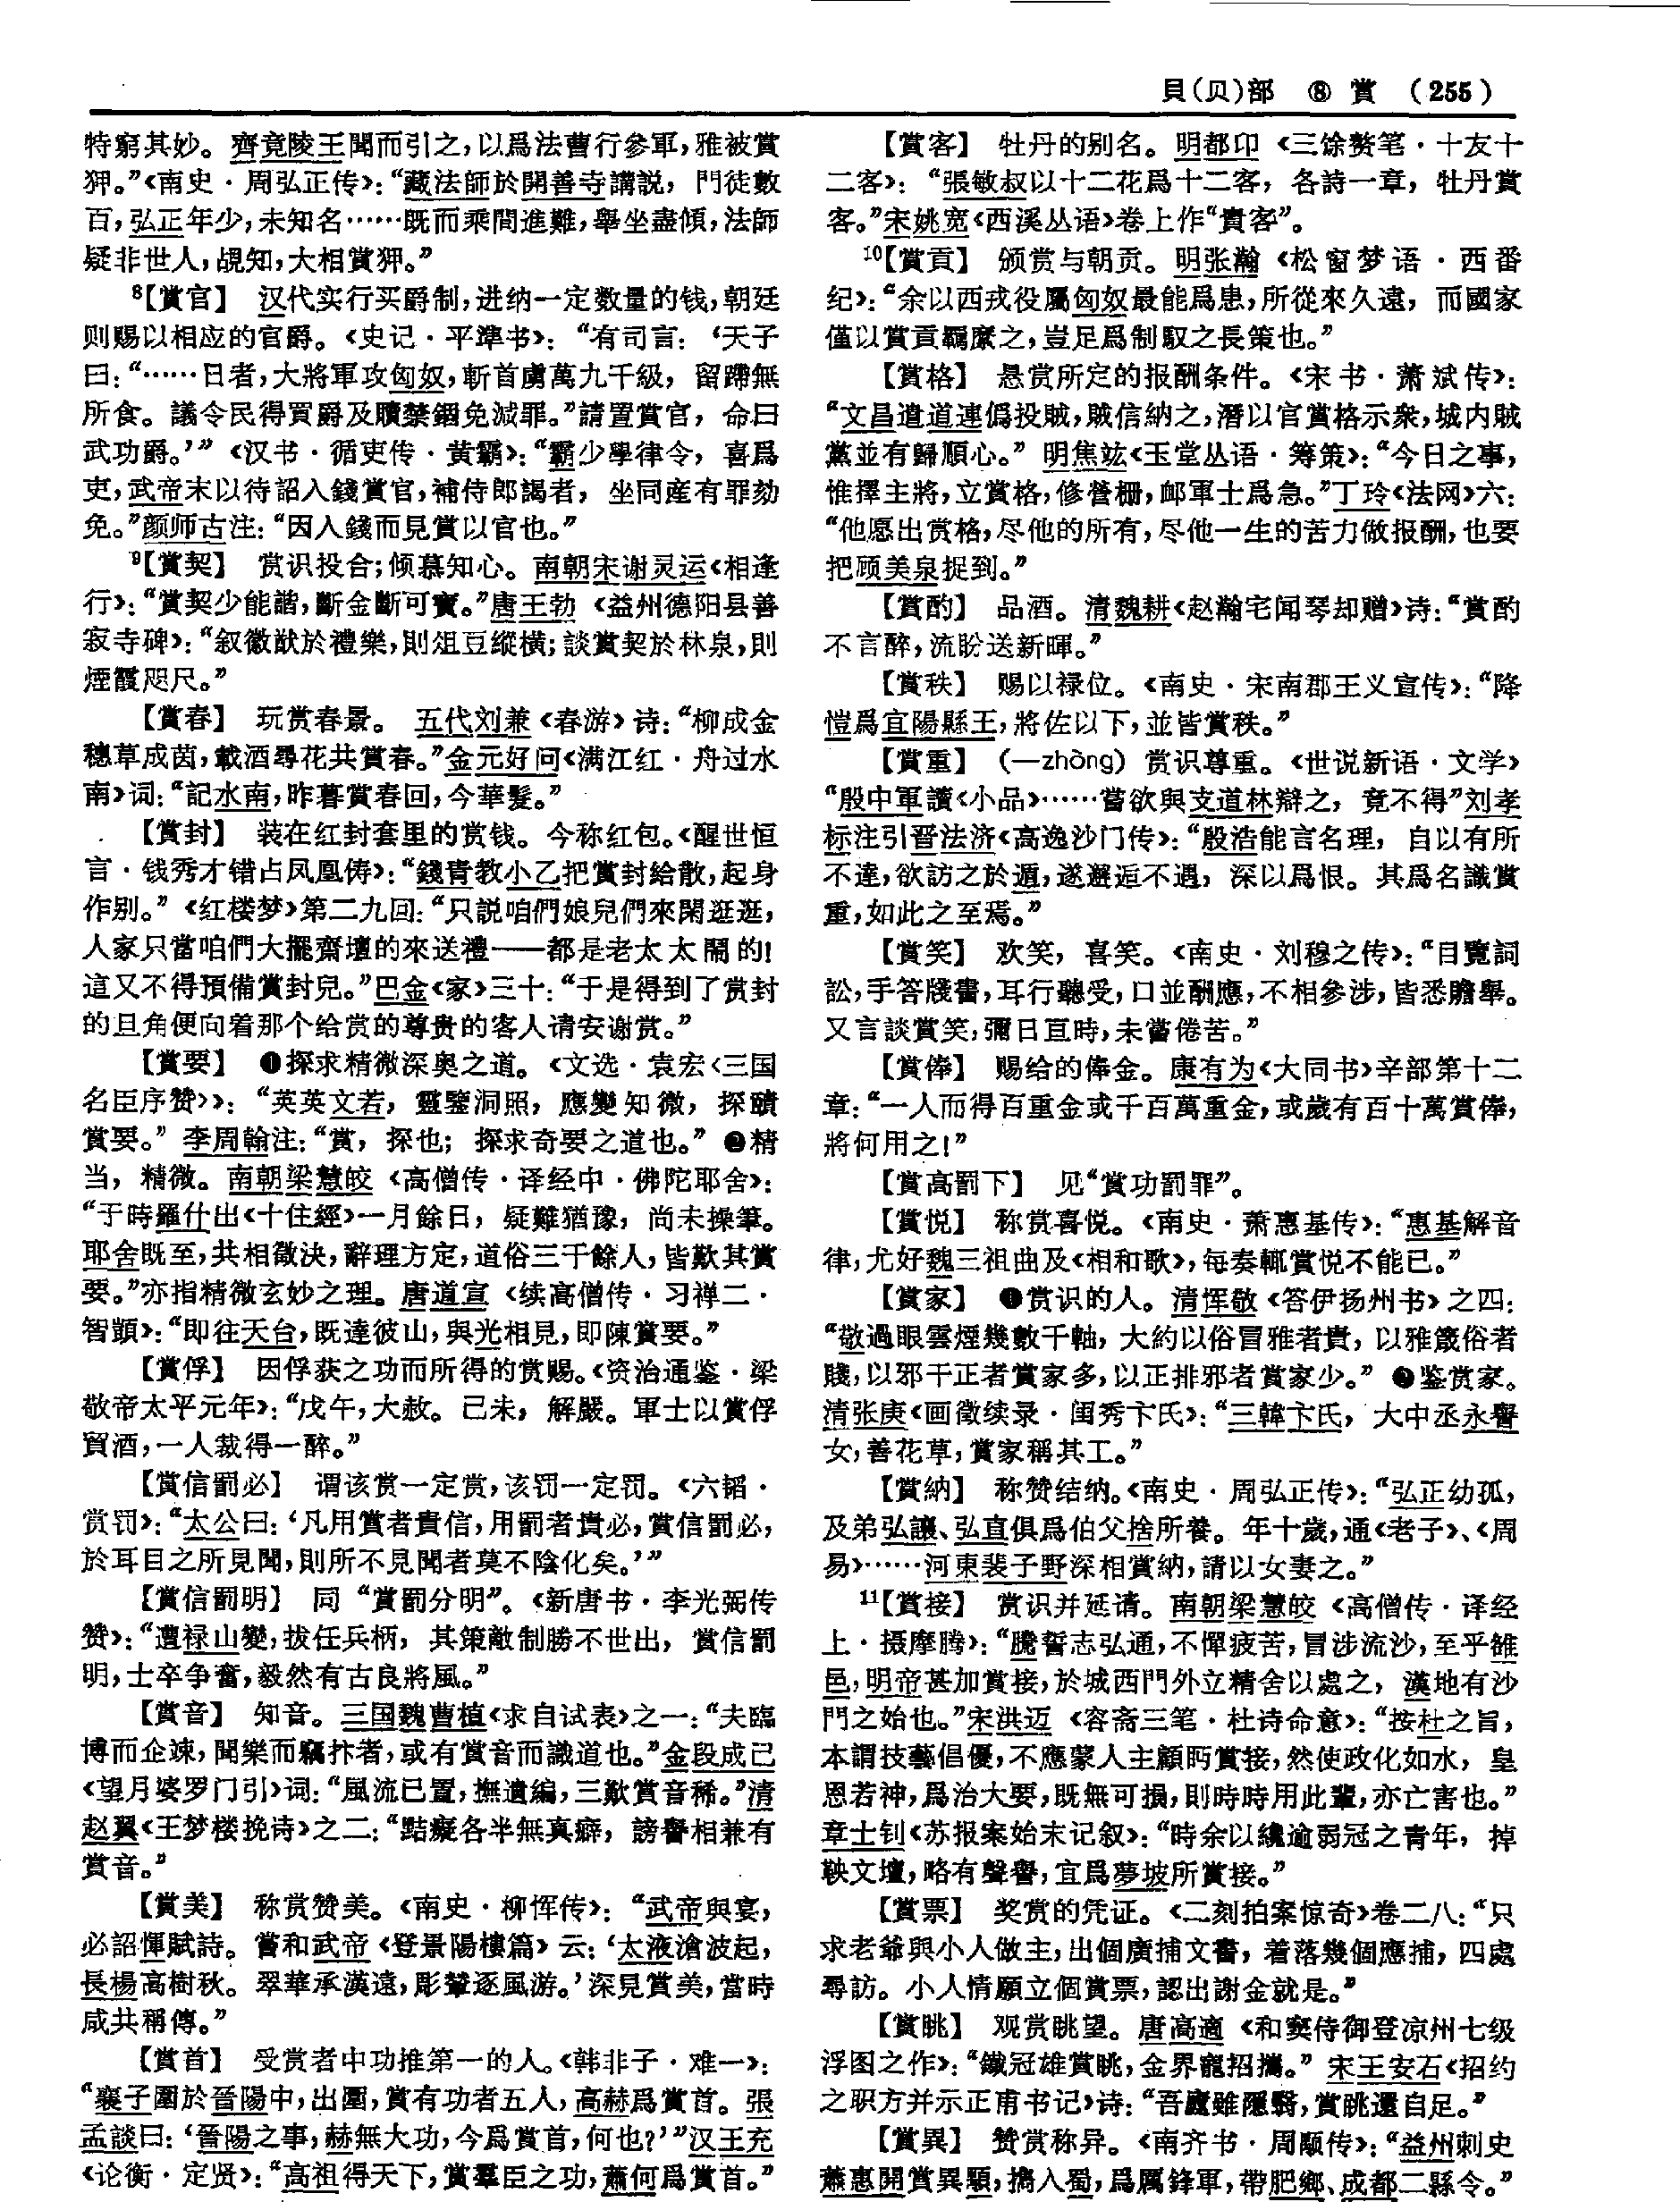 貝(贝)部 ⑧ 賞 (255)
特窮其妙。齊竟陵王聞而引之,以爲法曹行參軍,雅被賞
狎。”《南史·周弘正传》:“藏法師於開善寺講説,門徒數
百,弘正年少,未知名……既而乘間進難,舉坐盡傾,法師
疑非世人,覘知,大相賞狎。”
8【賞官】 汉代实行买爵制,进纳一定数量的钱,朝廷
则赐以相应的官爵。《史记·平準书》:“有司言:‘天子
曰:“……日者,大將軍攻匈奴,斬首虜萬九千級,留蹛無
所食。議令民得買爵及贖禁錮免減罪。”請置賞官,命曰
武功爵。’”《汉书·循吏传·黄霸》:“霸少學律令,喜爲
吏,武帝末以待詔入錢賞官,補侍郎謁者,坐同産有罪劾
免。”颜师古注:“因入錢而見賞以官也。”
9【賞契】 赏识投合;倾慕知心。南朝宋谢灵运《相逢
行》:“賞契少能諧,斷金斷可寶。”唐王勃《益州德阳县善
寂寺碑》:“叙徽猷於禮樂,則俎豆縱横;談賞契於林泉,則
煙霞咫尺。”
【賞春】 玩赏春景。五代刘兼《春游》诗:“柳成金
穗草成茵,載酒尋花共賞春。”金元好问《满江红·舟过水
南》词:“記水南,昨暮賞春回,今華髮。”
【賞封】 装在红封套里的赏钱。今称红包。《醒世恒
言·钱秀才错占凤凰俦》:“錢青教小乙把賞封給散,起身
作别。”《红楼梦》第二九回:“只説咱們娘兒們來閑逛逛,
人家只當咱們大擺齋壇的來送禮——都是老太太鬧的!
這又不得預備賞封兒。”巴金《家》三十:“于是得到了赏封
的旦角便向着那个给赏的尊贵的客人请安谢赏。”
【賞要】 ❶探求精微深奥之道。《文选·袁宏〈三国
名臣序赞〉》:“英英文若,靈鑒洞照,應變知微,探賾
賞要。”李周翰注:“賞,探也;探求奇要之道也。”❷精
当,精微。南朝梁慧皎《高僧传·译经中·佛陀耶舍》:
“于時羅什出《十住經》一月餘日,疑難猶豫,尚未操筆。
耶舍既至,共相徵決,辭理方定,道俗三千餘人,皆歎其賞
要。”亦指精微玄妙之理。唐道宣《续高僧传·习禅二·
智顗》:“即往天台,既達彼山,與光相見,即陳賞要。”
【賞俘】 因俘获之功而所得的赏赐。《资治通鉴·梁
敬帝太平元年》:“戊午,大赦。己未,解嚴。軍士以賞俘
貿酒,一人裁得一醉。”
【賞信罰必】 谓该赏一定赏,该罚一定罚。《六韬·
赏罚》:“太公曰:‘凡用賞者貴信,用罰者貴必,賞信罰必,
於耳目之所見聞,則所不見聞者莫不陰化矣。’”
【賞信罰明】 同“賞罰分明”。《新唐书·李光弼传
赞》:“遭禄山變,拔任兵柄,其策敵制勝不世出,賞信罰
明,士卒争奮,毅然有古良將風。”
【賞音】 知音。三国魏曹植《求自试表》之一:“夫臨
博而企竦,聞樂而竊抃者,或有賞音而識道也。”金段成己
《望月婆罗门引》词:“風流已置,撫遺編,三歎賞音稀。”清
赵翼《王梦楼挽诗》之二:“黠癡各半無真癖,謗譽相兼有
賞音。”
【賞美】 称赏赞美。《南史·柳恽传》:“武帝與宴,
必詔惲賦詩。嘗和武帝《登景陽樓篇》云:‘太液滄波起,
長楊高樹秋。翠華承漢遠,彫輦逐風游。’深見賞美,當時
咸共稱傳。”
【賞首】 受赏者中功推第一的人。《韩非子·难一》:
“襄子圍於晉陽中,出圍,賞有功者五人,高赫爲賞首。張
孟談曰:‘晉陽之事,赫無大功,今爲賞首,何也?’”汉王充
《论衡·定贤》:“高祖得天下,賞羣臣之功,蕭何爲賞首。”
【賞客】 牡丹的别名。明都印《三馀赘笔·十友十
二客》:“張敏叔以十二花爲十二客,各詩一章,牡丹賞
客。”宋姚宽《西溪丛语》卷上作“貴客”。
10【賞貢】 颁赏与朝贡。明张瀚《松窗梦语·西番
纪》:“余以西戎役屬匈奴最能爲患,所從來久遠,而國家
僅以賞貢羈縻之,豈足爲制馭之長策也。”
【賞格】 悬赏所定的报酬条件。《宋书·萧斌传》:
“文昌遣道連僞投賊,賊信納之,潛以官賞格示衆,城内賊
黨並有歸順心。”明焦竑《玉堂丛语·筹策》:“今日之事,
惟擇主將,立賞格,修營栅,卹軍士爲急。”丁玲《法网》六:
“他愿出赏格,尽他的所有,尽他一生的苦力做报酬,也要
把顾美泉捉到。”
【賞酌】 品酒。清魏耕《赵瀚宅闻琴却赠》诗:“賞酌
不言醉,流盼送新暉。”
【賞秩】 赐以禄位。《南史·宋南郡王义宣传》:“降
愷爲宜陽縣王,將佐以下,並皆賞秩。”
【賞重】 (—zhòng) 赏识尊重。《世说新语·文学》
“殷中軍讀《小品》……嘗欲與支道林辯之,竟不得”刘孝
标注引晋法济《高逸沙门传》:“殷浩能言名理,自以有所
不達,欲訪之於遁,遂邂逅不遇,深以爲恨。其爲名識賞
重,如此之至焉。”
【賞笑】 欢笑,喜笑。《南史·刘穆之传》:“目覽詞
訟,手答牋書,耳行聽受,口並酬應,不相參涉,皆悉贍舉。
又言談賞笑,彌日亘時,未嘗倦苦。”
【賞俸】 赐给的俸金。康有为《大同书》辛部第十二
章:“一人而得百重金或千百萬重金,或歲有百十萬賞俸,
將何用之!”
【賞高罰下】 见“賞功罰罪”。
【賞悦】 称赏喜悦。《南史·萧惠基传》:“惠基解音
律,尤好魏三祖曲及《相和歌》,每奏輒賞悦不能已。”
【賞家】 ❶赏识的人。清恽敬《答伊扬州书》之四:
“敬過眼雲煙幾數千軸,大約以俗冒雅者貴,以雅箴俗者
賤,以邪干正者賞家多,以正排邪者賞家少。”❷鉴赏家。
清张庚《画徵续录·闺秀卞氏》:“三韓卞氏,大中丞永譽
女,善花草,賞家稱其工。”
【賞納】 称赞结纳。《南史·周弘正传》:“弘正幼孤,
及弟弘讓、弘直俱爲伯父捨所養。年十歲,通《老子》、《周
易》……河東裴子野深相賞納,請以女妻之。”
11【賞接】 赏识并延请。南朝梁慧皎《高僧传·译经
上·摄摩腾》:“騰誓志弘通,不憚疲苦,冒涉流沙,至乎雒
邑,明帝甚加賞接,於城西門外立精舍以處之,漢地有沙
門之始也。”宋洪迈《容斋三笔·杜诗命意》:“按杜之旨,
本謂技藝倡優,不應蒙人主顧眄賞接,然使政化如水,皇
恩若神,爲治大要,既無可損,則時時用此輩,亦亡害也。”
章士钊《苏报案始末记叙》:“時余以纔逾弱冠之青年,掉
鞅文壇,略有聲譽,宜爲夢坡所賞接。”
【賞票】 奖赏的凭证。《二刻拍案惊奇》卷二八:“只
求老爺與小人做主,出個廣捕文書,着落幾個應捕,四處
尋訪。小人情願立個賞票,認出謝金就是。”
【賞眺】 观赏眺望。唐高適《和窦侍御登凉州七级
浮图之作》:“鐵冠雄賞眺,金界寵招攜。”宋王安石《招约
之职方并示正甫书记》诗:“吾廬雖隱翳,賞眺還自足。”
【賞異】 赞赏称异。《南齐书·周颙传》:“益州刺史
蕭惠開賞異顒,攜入蜀,爲厲鋒軍,帶肥鄉、成都二縣令。”